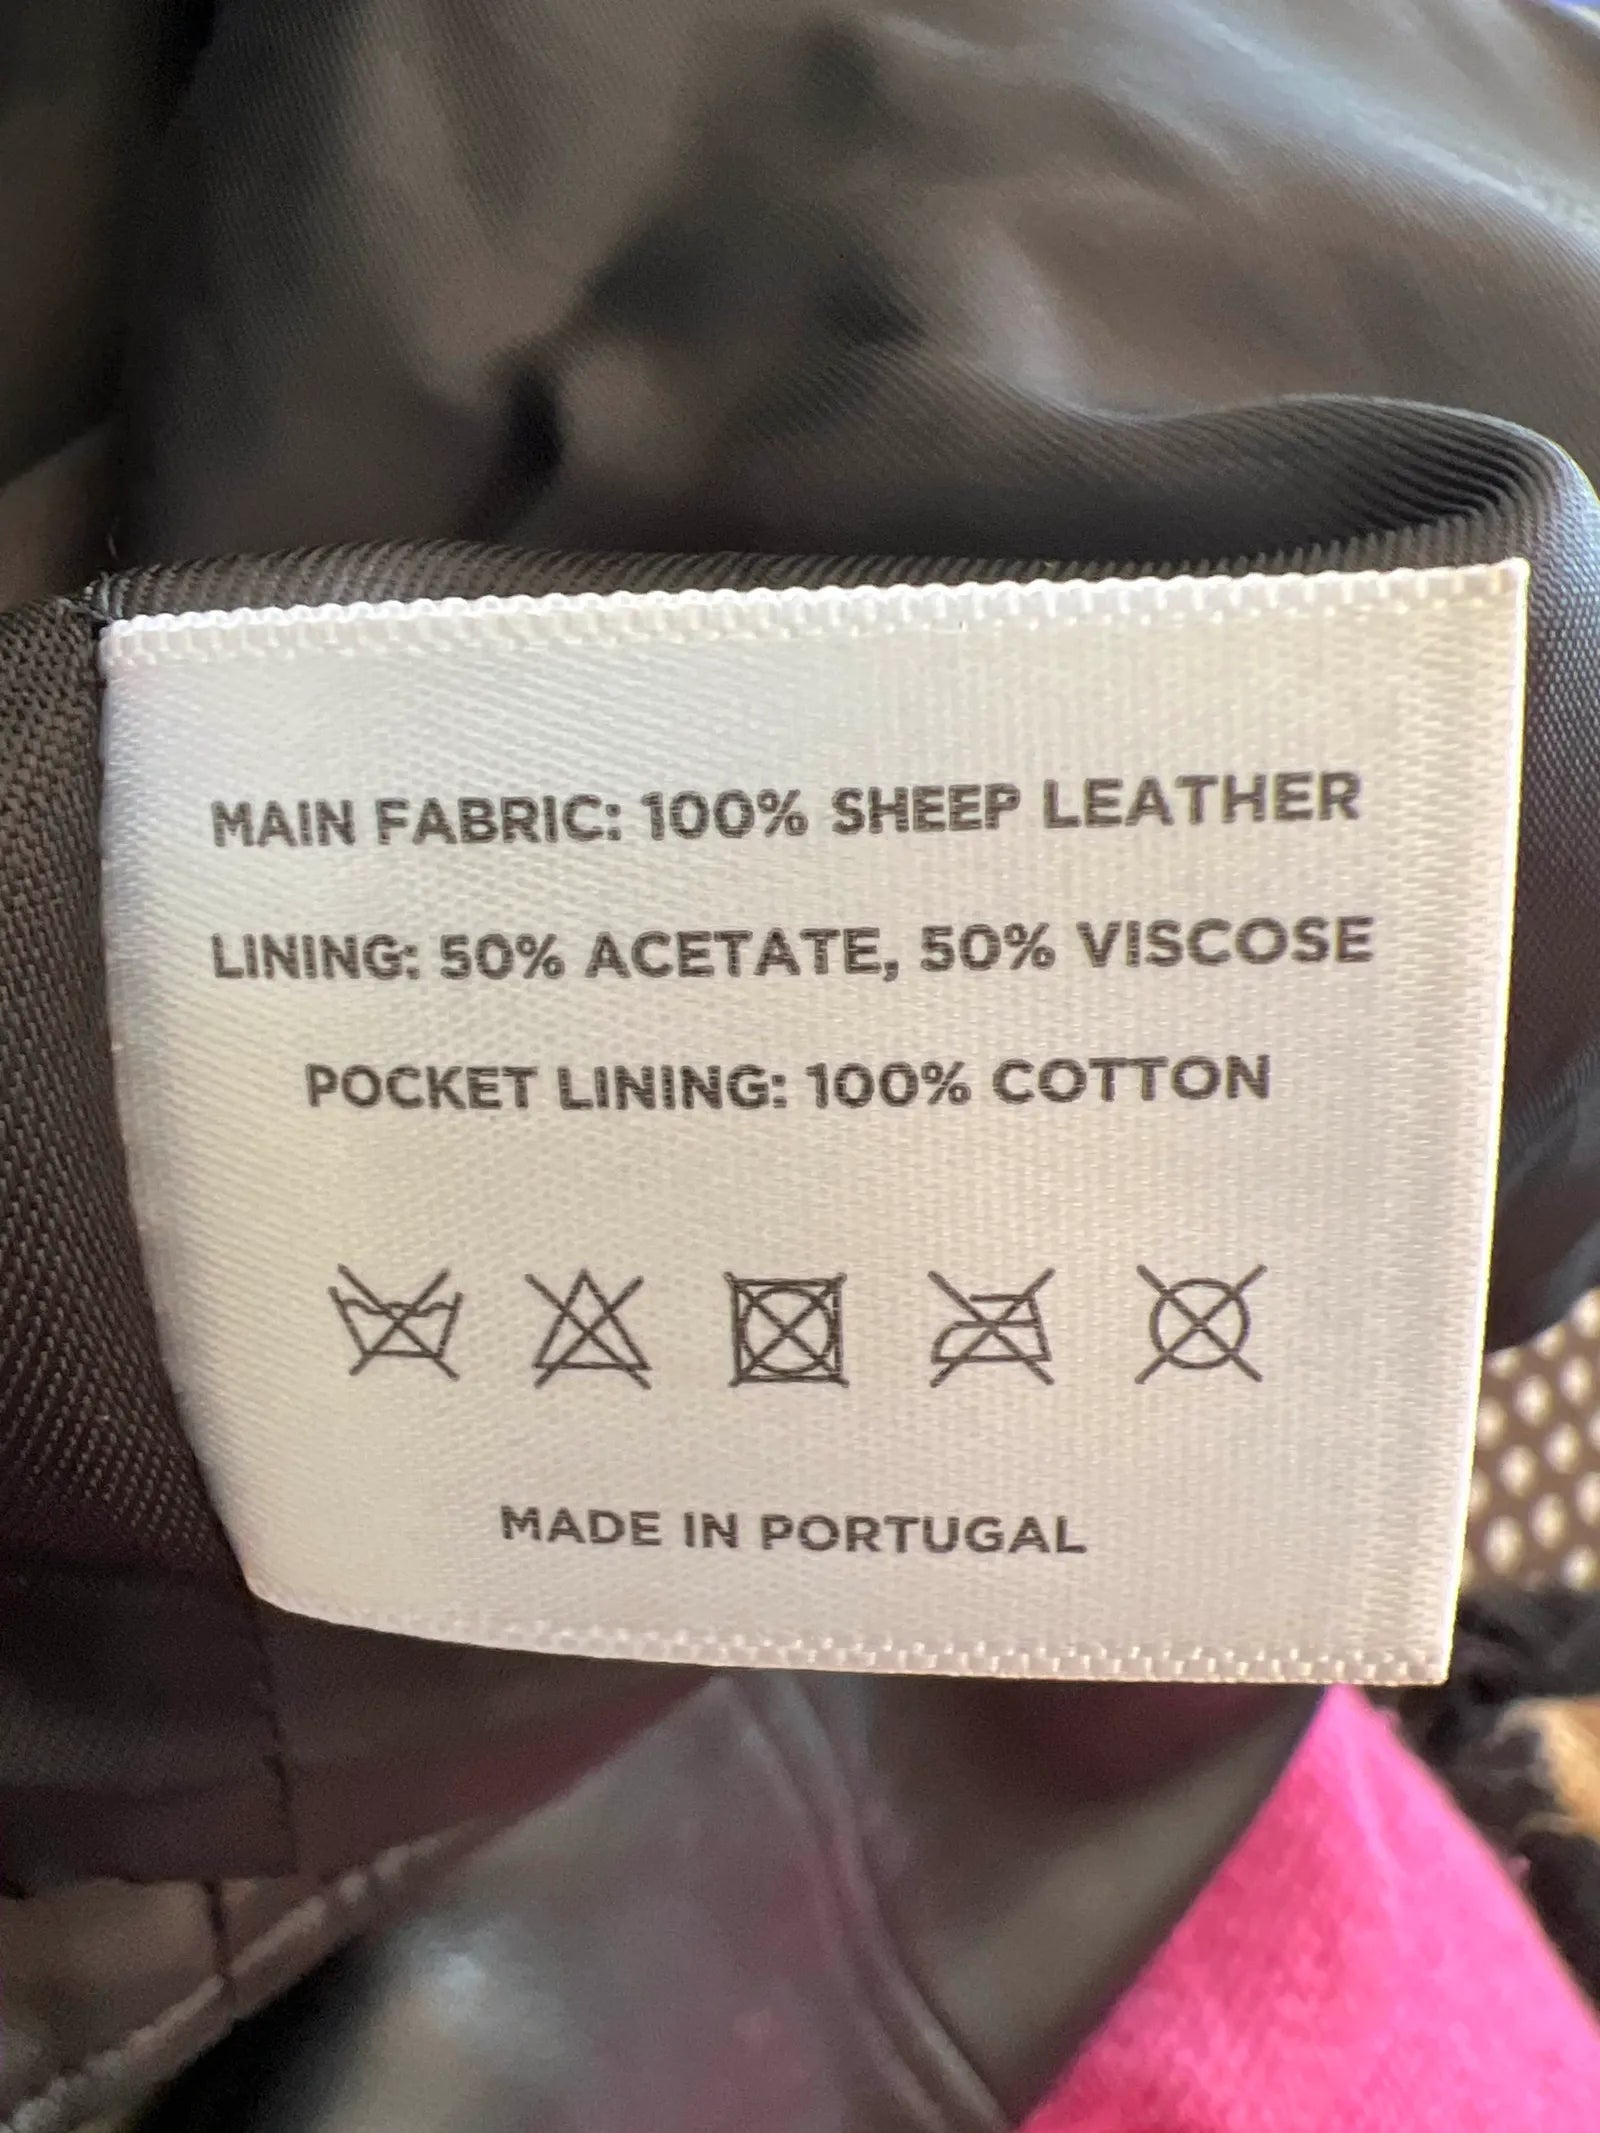 MAIN FABRIC: 100% SHEEP LEATHER
LINING: 50% ACETATE, 50% VISCOSE
POCKET LINING: 100% COTTON
MADE IN PORTUGAL